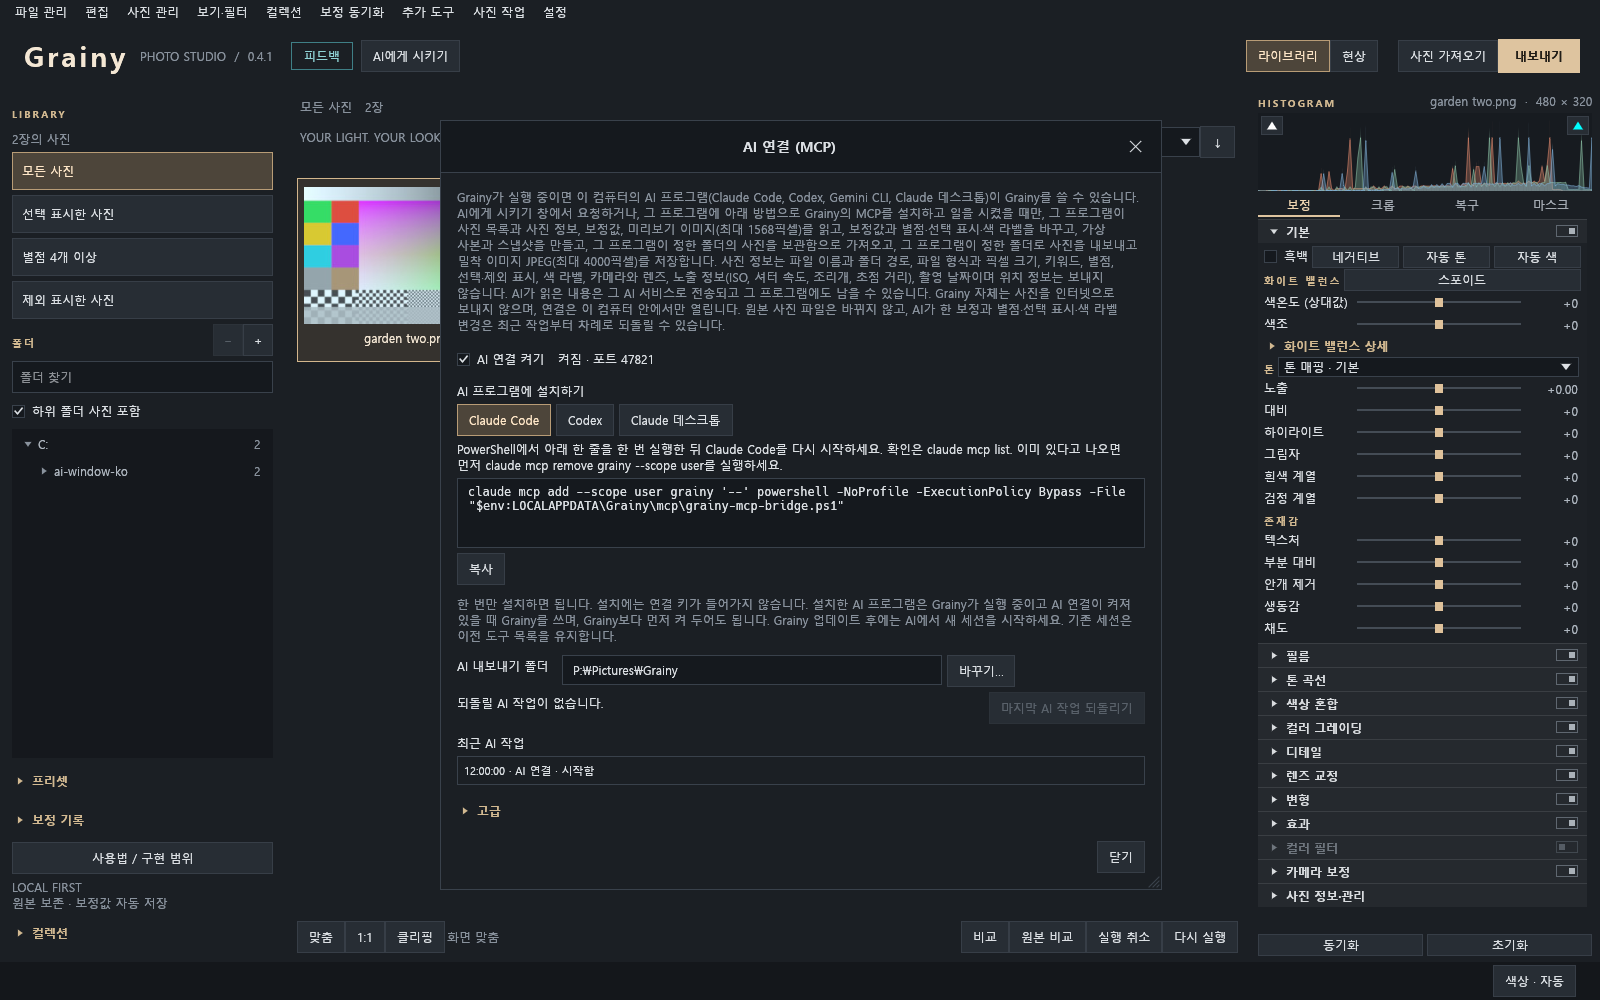 파일 관리 편집 사진 관리 보기·필터 컬렉션 보정 동기화 추가 도구 사진 작업 설정
Grainy PHOTO STUDIO / 0.4.1 피드백 AI에게 시키기 라이브러리 현상 사진 가져오기 내보내기
LIBRARY
2장의 사진
모든 사진
선택 표시한 사진
별점 4개 이상
제외 표시한 사진
폴더 − +
폴더 찾기
하위 폴더 사진 포함
C: 2
ai-window-ko 2
프리셋
보정 기록
사용법 / 구현 범위
LOCAL FIRST
원본 보존 · 보정값 자동 저장
컬렉션
모든 사진 2장
YOUR LIGHT. YOUR LOOK
↓
garden two.pr
AI 연결 (MCP)
Grainy가 실행 중이면 이 컴퓨터의 AI 프로그램(Claude Code, Codex, Gemini CLI, Claude 데스크톱)이 Grainy를 쓸 수 있습니다.
AI에게 시키기 창에서 요청하거나, 그 프로그램에 아래 방법으로 Grainy의 MCP를 설치하고 일을 시켰을 때만, 그 프로그램이
사진 목록과 사진 정보, 보정값, 미리보기 이미지(최대 1568픽셀)를 읽고, 보정값과 별점·선택 표시·색 라벨을 바꾸고, 가상
사본과 스냅샷을 만들고, 그 프로그램이 정한 폴더의 사진을 보관함으로 가져오고, 그 프로그램이 정한 폴더로 사진을 내보내고
밀착 이미지 JPEG(최대 4000픽셀)를 저장합니다. 사진 정보는 파일 이름과 폴더 경로, 파일 형식과 픽셀 크기, 키워드, 별점,
선택·제외 표시, 색 라벨, 카메라와 렌즈, 노출 정보(ISO, 셔터 속도, 조리개, 초점 거리), 촬영 날짜이며 위치 정보는 보내지
않습니다. AI가 읽은 내용은 그 AI 서비스로 전송되고 그 프로그램에도 남을 수 있습니다. Grainy 자체는 사진을 인터넷으로
보내지 않으며, 연결은 이 컴퓨터 안에서만 열립니다. 원본 사진 파일은 바뀌지 않고, AI가 한 보정과 별점·선택 표시·색 라벨
변경은 최근 작업부터 차례로 되돌릴 수 있습니다.
AI 연결 켜기 켜짐 · 포트 47821
AI 프로그램에 설치하기
Claude Code Codex Claude 데스크톱
PowerShell에서 아래 한 줄을 한 번 실행한 뒤 Claude Code를 다시 시작하세요. 확인은 claude mcp list. 이미 있다고 나오면
먼저 claude mcp remove grainy --scope user를 실행하세요.
claude mcp add --scope user grainy '--' powershell -NoProfile -ExecutionPolicy Bypass -File
"$env:LOCALAPPDATA\Grainy\mcp\grainy-mcp-bridge.ps1"
복사
한 번만 설치하면 됩니다. 설치에는 연결 키가 들어가지 않습니다. 설치한 AI 프로그램은 Grainy가 실행 중이고 AI 연결이 켜져
있을 때 Grainy를 쓰며, Grainy보다 먼저 켜 두어도 됩니다. Grainy 업데이트 후에는 AI에서 새 세션을 시작하세요. 기존 세션은
이전 도구 목록을 유지합니다.
AI 내보내기 폴더 P:₩Pictures₩Grainy 바꾸기...
되돌릴 AI 작업이 없습니다. 마지막 AI 작업 되돌리기
최근 AI 작업
12:00:00 · AI 연결 · 시작함
고급
닫기
맞춤 1:1 클리핑 화면 맞춤 비교 원본 비교 실행 취소 다시 실행
HISTOGRAM garden two.png · 480 × 320
보정 크롭 복구 마스크
기본
흑백 네거티브 자동 톤 자동 색
화이트 밸런스 스포이드
색온도 (상대값) +0
색조 +0
화이트 밸런스 상세
톤 톤 매핑 · 기본
노출 +0.00
대비 +0
하이라이트 +0
그림자 +0
흰색 계열 +0
검정 계열 +0
존재감
텍스처 +0
부분 대비 +0
안개 제거 +0
생동감 +0
채도 +0
필름
톤 곡선
색상 혼합
컬러 그레이딩
디테일
렌즈 교정
변형
효과
컬러 필터
카메라 보정
사진 정보·관리
동기화 초기화
색상 · 자동